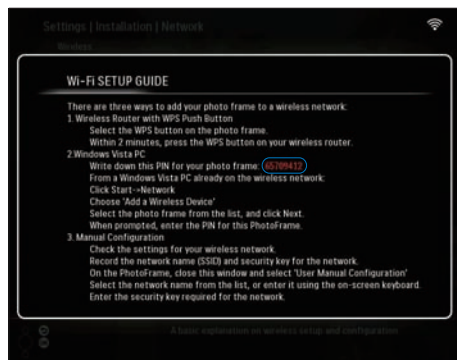 Settings | Installation | Network
Wireless
Wi-Fi SETUP GUIDE
There are three ways to add your photo frame to a wireless network:
1. Wireless Router with WPS Push Button
Select the WPS button on the photo frame.
Within 2 minutes, press the WPS button on your wireless router.
2.Windows Vista PC
Write down this PIN for your photo frame: 65709412
From a Windows Vista PC already on the wireless network:
Click Start->Network
Choose 'Add a Wireless Device'
Select the photo frame from the list, and click Next.
When prompted, enter the PIN for this PhotoFrame.
3. Manual Configuration
Check the settings for your wireless network.
Record the network name (SSID) and security key for the network.
On the PhotoFrame, close this window and select 'User Manual Configuration'
Select the network name from the list, or enter it using the on-screen keyboard.
Enter the security key required for the network.
A basic explanation on wireless setup and configuration